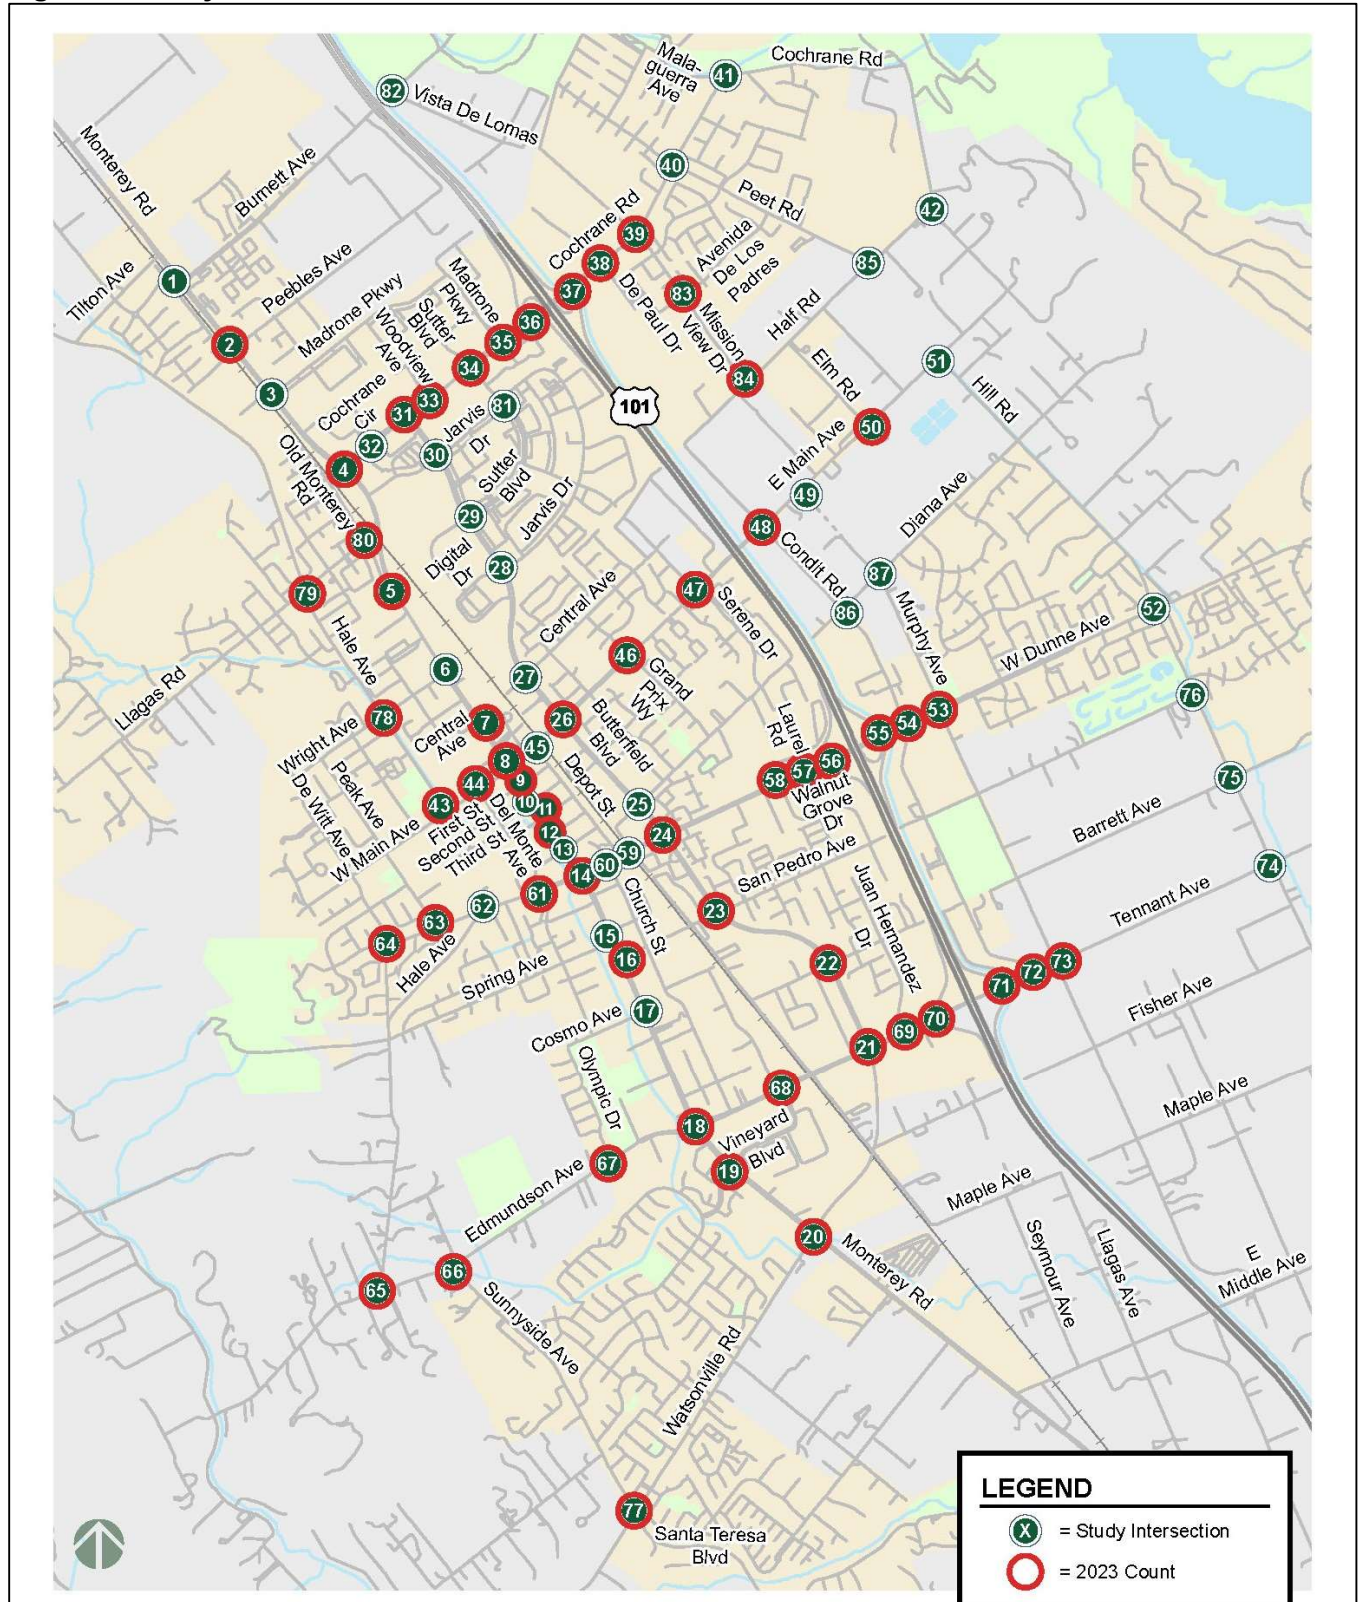 Mala-
guerra
Ave
41
Cochrane Rd
82
Vista De Lomas
Monterey Rd
Burnett Ave
40
Peet Rd
42
Cochrane Rd
39
Avenida
De Los
Padres
85
38
Tilton Ave
1
Peebles Ave
Madrone
Pkwy
37
De Paul Dr
83
Mission
View Dr
Half Rd
Madrone Pkwy
Sutter
Blvd
Woodview
Ave
36
2
35
34
84
Elm Rd
51
Hill Rd
3
Cochrane
Cir
31
33
81
Jarvis
Dr
101
50
Old Monterey
Rd
32
30
E Main Ave
4
Sutter
Blvd
49
Diana Ave
29
Jarvis Dr
48
Condit Rd
80
Digital
Dr
28
87
79
5
Central Ave
47
Serene Dr
86
Murphy Ave
52
W Dunne Ave
Hale Ave
46
Grand
Prix
Wy
Llagas Rd
6
27
76
Wright Ave
78
Central
Ave
7
26
Butterfield
Blvd
Laurel
Rd
53
54
55
45
Depot St
8
56
57
58
75
Peak Ave
De Witt Ave
44
9
Walnut
Grove
Dr
43
10
11
25
Barrett Ave
W Main Ave
First St
Second St
Third St
Del Monte
Ave
12
24
13
59
60
San Pedro Ave
74
14
Church St
Juan Hernandez
Dr
Tennant Ave
61
62
23
63
64
Hale Ave
15
16
22
73
72
71
Spring Ave
Fisher Ave
Cosmo Ave
17
70
69
21
Olympic Dr
68
Maple Ave
18
Vineyard
Blvd
67
19
Edmundson Ave
Maple Ave
20
Monterey Rd
Seymour Ave
Llagas Ave
E
Middle Ave
66
65
Sunnyside Ave
Watsonville Rd
77
Santa Teresa
Blvd
LEGEND
X = Study Intersection
= 2023 Count